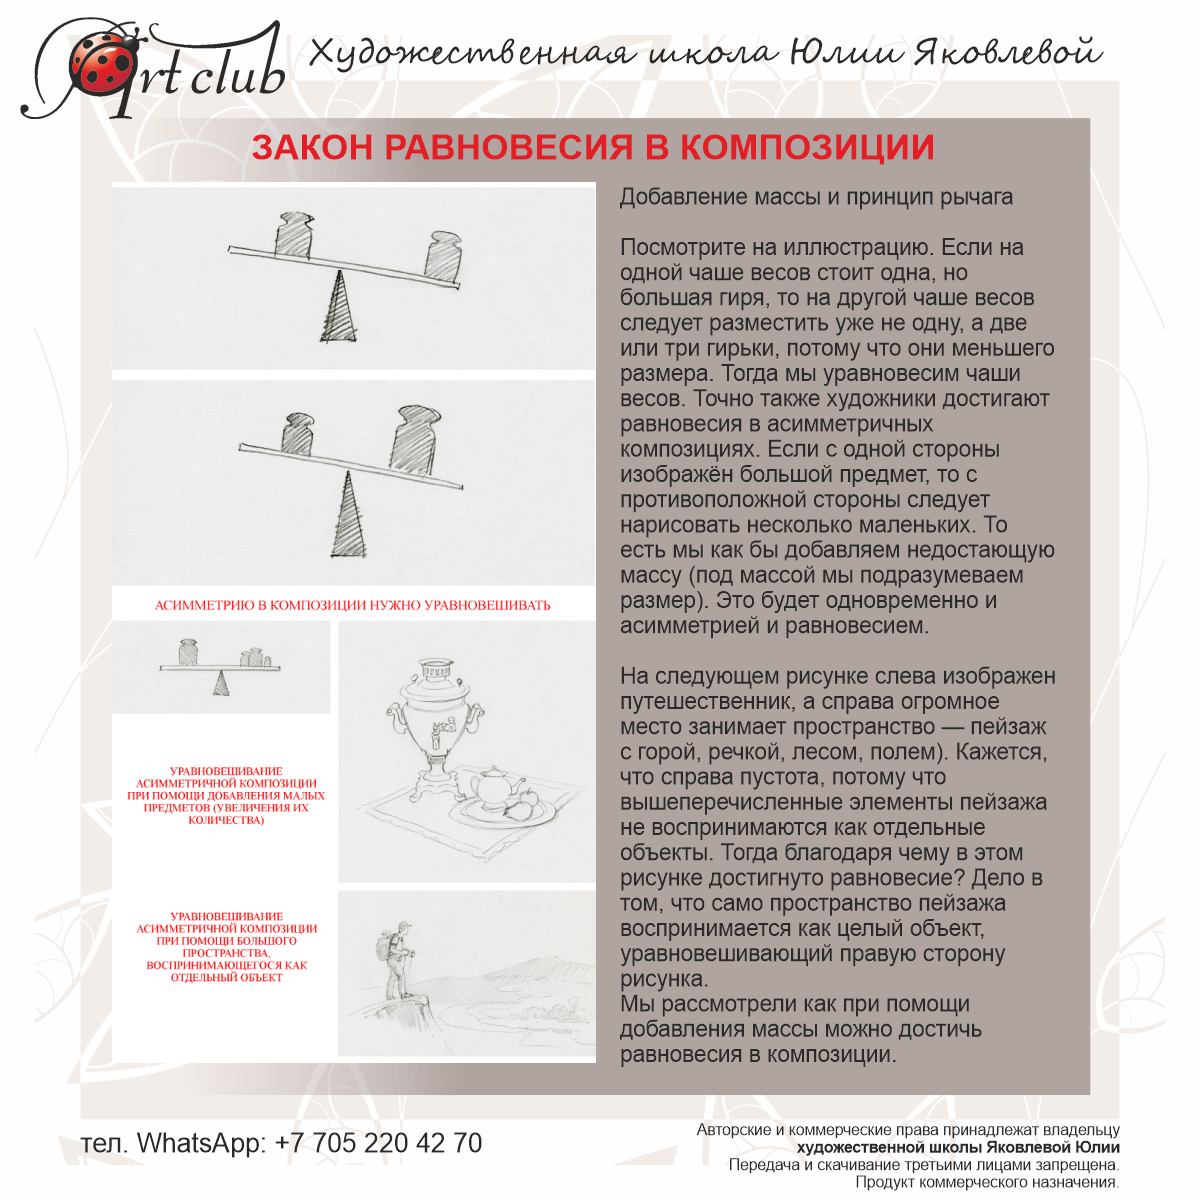 Art club
Художественная школа Юлии Яковлевой
ЗАКОН РАВНОВЕСИЯ В КОМПОЗИЦИИ
Добавление массы и принцип рычага
Посмотрите на иллюстрацию. Если на
одной чаше весов стоит одна, но
большая гиря, то на другой чаше весов
следует разместить уже не одну, а две
или три гирьки, потому что они меньшего
размера. Тогда мы уравновесим чаши
весов. Точно также художники достигают
равновесия в асимметричных
композициях. Если с одной стороны
изображён большой предмет, то с
противоположной стороны следует
нарисовать несколько маленьких. То
есть мы как бы добавляем недостающую
массу (под массой мы подразумеваем
размер). Это будет одновременно и
асимметрией и равновесием.
На следующем рисунке слева изображен
путешественник, а справа огромное
место занимает пространство — пейзаж
с горой, речкой, лесом, полем). Кажется,
что справа пустота, потому что
вышеперечисленные элементы пейзажа
не воспринимаются как отдельные
объекты. Тогда благодаря чему в этом
рисунке достигнуто равновесие? Дело в
том, что само пространство пейзажа
воспринимается как целый объект,
уравновешивающий правую сторону
рисунка.
Мы рассмотрели как при помощи
добавления массы можно достичь
равновесия в композиции.
АСИММЕТРИЮ В КОМПОЗИЦИИ НУЖНО УРАВНОВЕШИВАТЬ
УРАВНОВЕШИВАНИЕ
АСИММЕТРИЧНОЙ КОМПОЗИЦИИ
ПРИ ПОМОЩИ ДОБАВЛЕНИЯ МАЛЫХ
ПРЕДМЕТОВ (УВЕЛИЧЕНИЯ ИХ
КОЛИЧЕСТВА)
УРАВНОВЕШИВАНИЕ
АСИММЕТРИЧНОЙ КОМПОЗИЦИИ
ПРИ ПОМОЩИ БОЛЬШОГО
ПРОСТРАНСТВА,
ВОСПРИНИМАЮЩЕГОСЯ КАК
ОТДЕЛЬНЫЙ ОБЪЕКТ
тел. WhatsApp: +7 705 220 42 70
Авторские и коммерческие права принадлежат владельцу
художественной школы Яковлевой Юлии
Передача и скачивание третьими лицами запрещена.
Продукт коммерческого назначения.